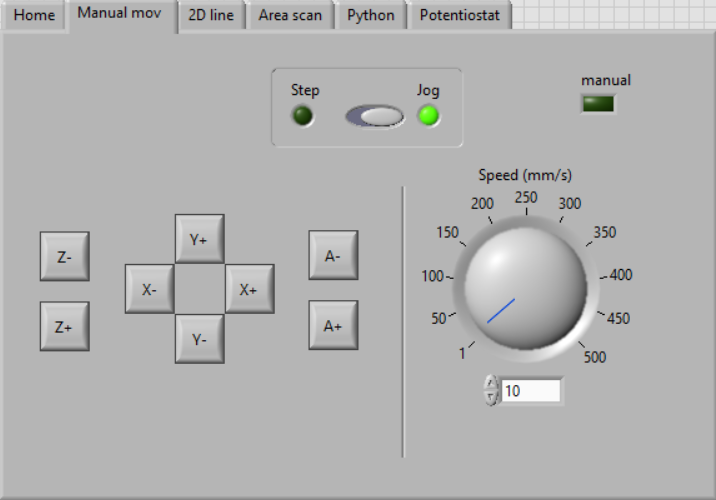 Home Manual mov 2D line Area scan Python Potentiostat
Step Jog
manual
Speed (mm/s)
250
200 300
150 350
100 400
50 450
1 500
10
Y+
Z- A-
X- X+
Z+ A+
Y-